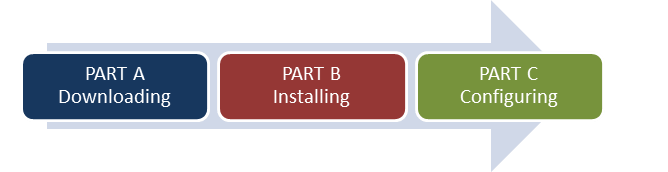 PART A
Downloading
PART B
Installing
PART C
Configuring